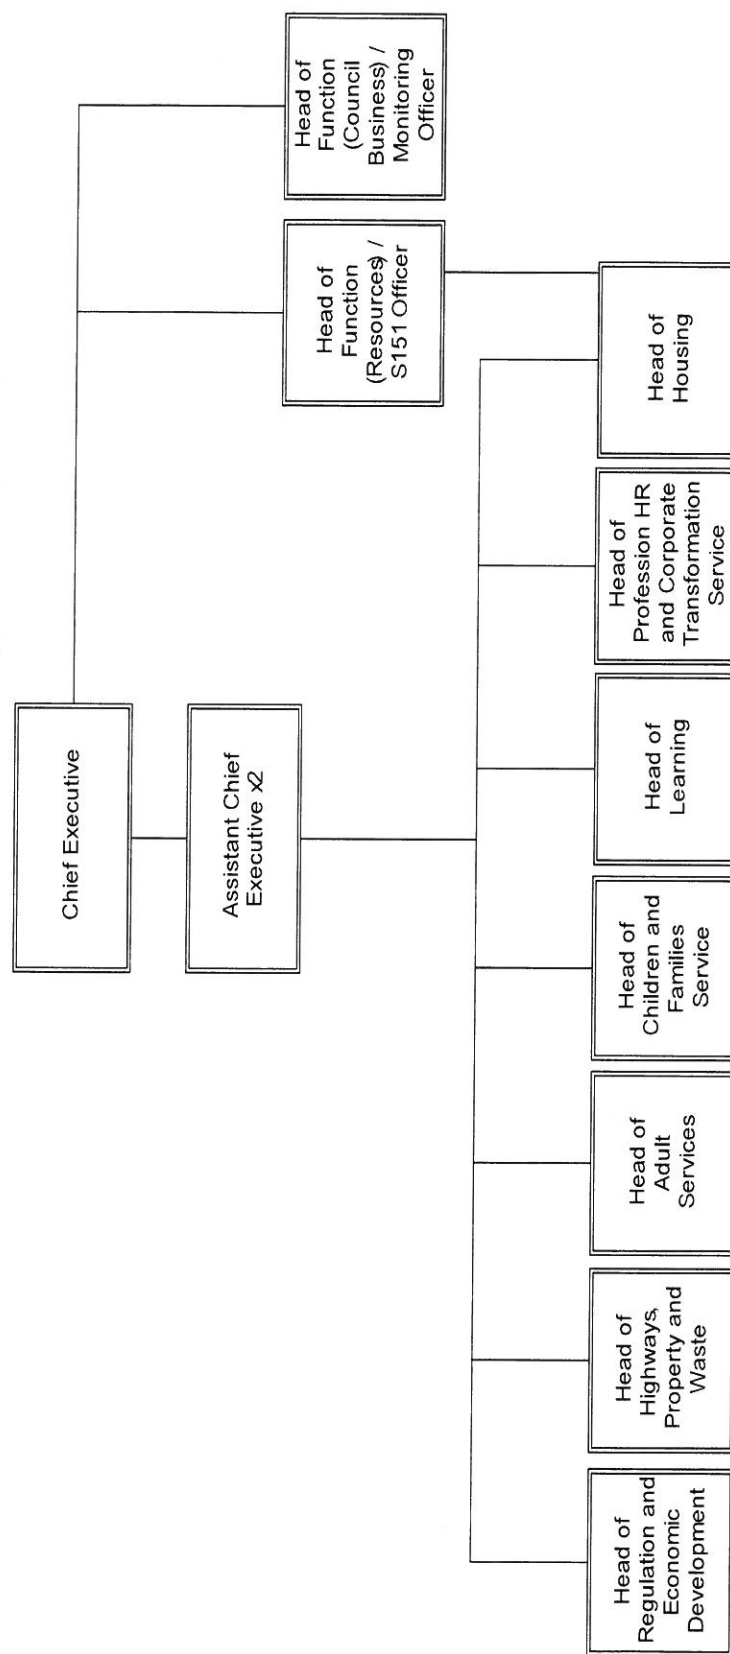 Chief Executive
Assistant Chief
Executive x2
Head of
Function
(Resources) /
S151 Officer
Head of
Function
(Council
Business) /
Monitoring
Officer
Head of
Regulation and
Economic
Development
Head of
Highways,
Property and
Waste
Head of
Adult
Services
Head of
Children and
Families
Service
Head of
Learning
Head of
Profession HR
and Corporate
Transformation
Service
Head of
Housing